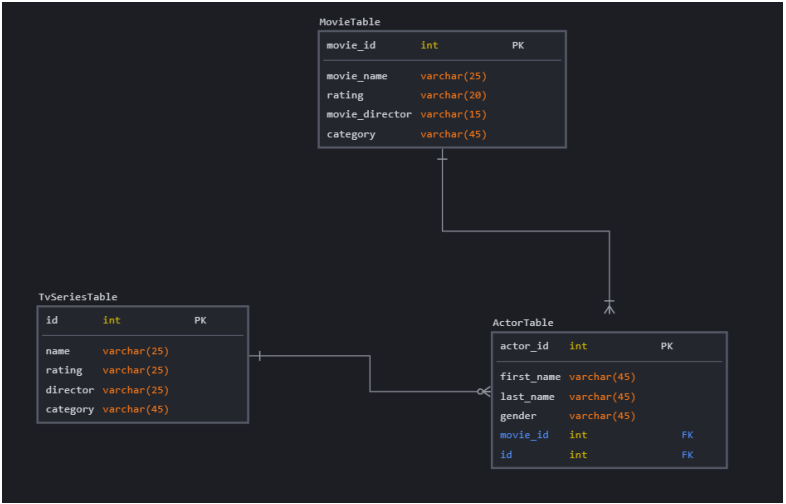 MovieTable
movie_id int PK
movie_name varchar(25)
rating varchar(20)
movie_director varchar(15)
category varchar(45)
TvSeriesTable
id int PK
name varchar(25)
rating varchar(25)
director varchar(25)
category varchar(45)
ActorTable
actor_id int PK
first_name varchar(45)
last_name varchar(45)
gender varchar(45)
movie_id int FK
id int FK